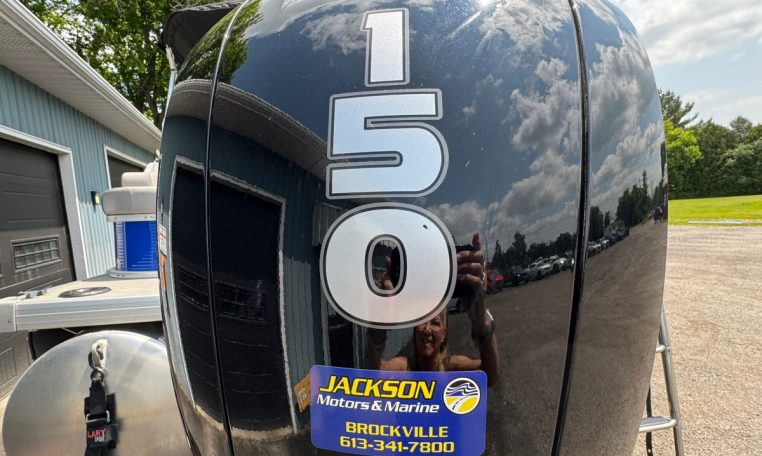 150
JACKSON
Motors & Marine
BROCKVILLE
613-341-7800